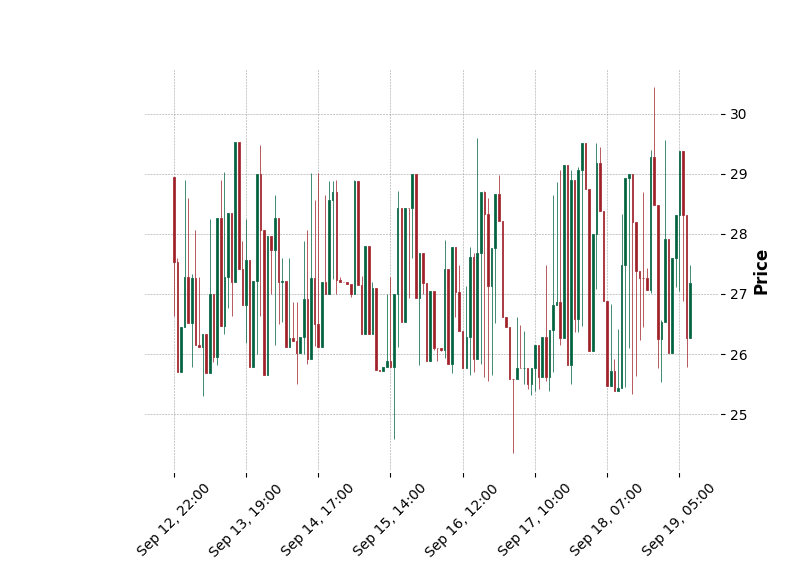 30
29
28
27
26
25
Price
Sep 12, 22:00
Sep 13, 19:00
Sep 14, 17:00
Sep 15, 14:00
Sep 16, 12:00
Sep 17, 10:00
Sep 18, 07:00
Sep 19, 05:00